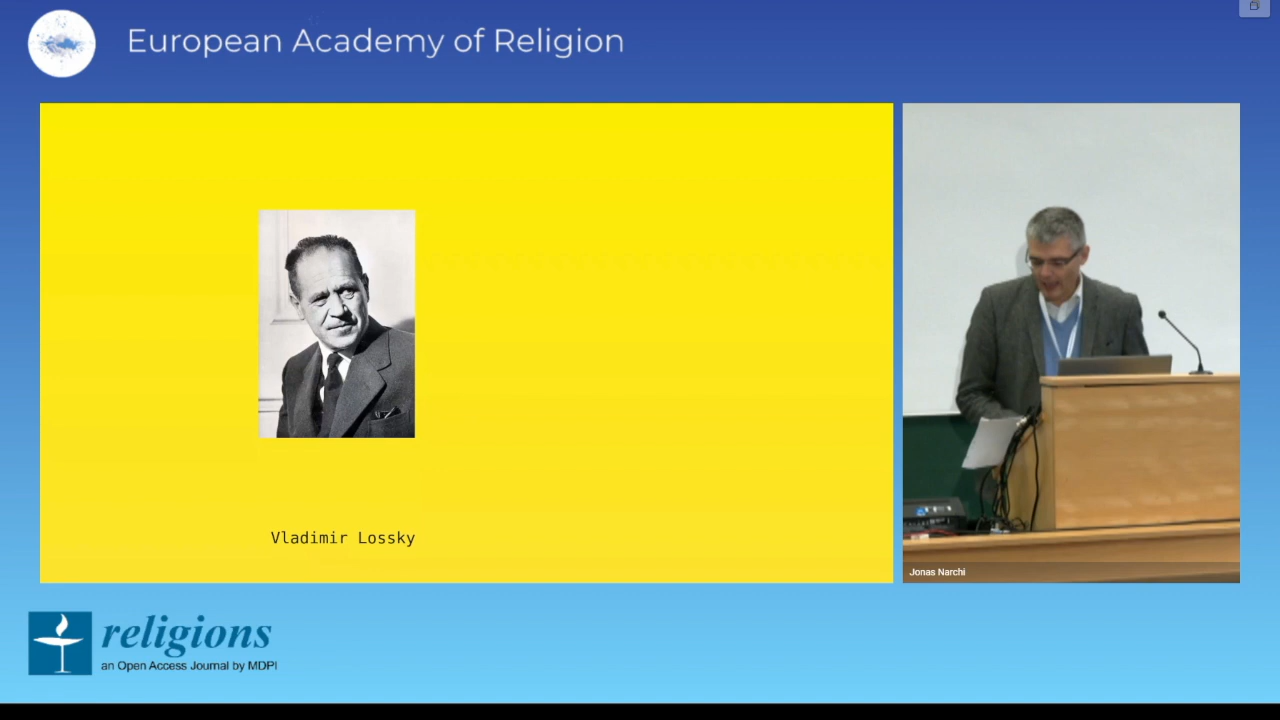 European Academy of Religion
Vladimir Lossky
Jonas Narchi
religions
an Open Access Journal by MDPI